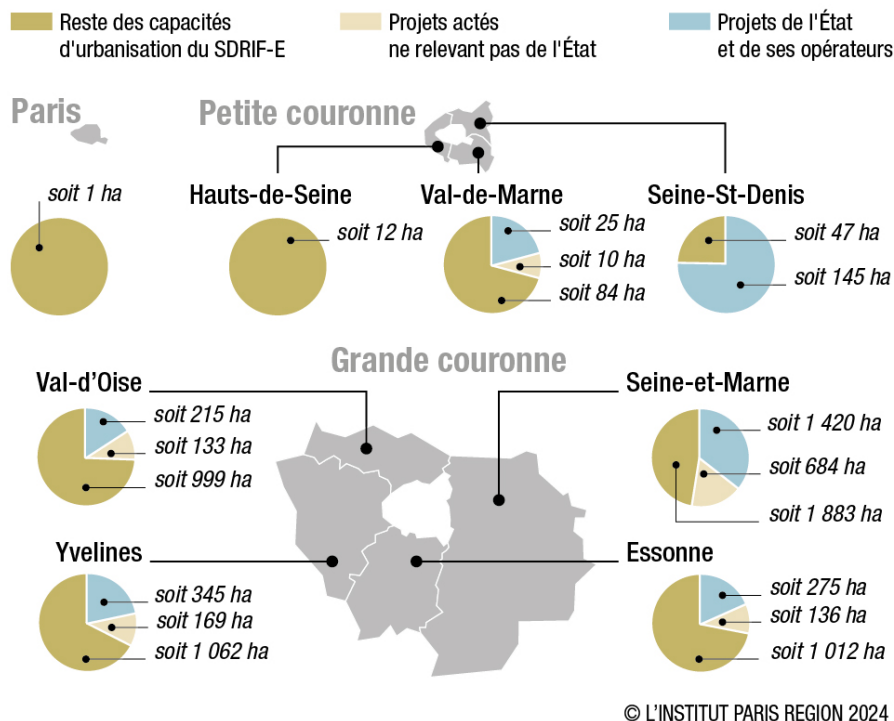 Reste des capacités
d'urbanisation du SDRIF-E
Projets actés
ne relevant pas de l'État
Projets de l'État
et de ses opérateurs
Paris
Petite couronne
soit 1 ha
Hauts-de-Seine
soit 12 ha
Val-de-Marne
soit 25 ha
soit 10 ha
soit 84 ha
Seine-St-Denis
soit 47 ha
soit 145 ha
Grande couronne
Val-d'Oise
soit 215 ha
soit 133 ha
soit 999 ha
Seine-et-Marne
soit 1 420 ha
soit 684 ha
soit 1 883 ha
Yvelines
soit 345 ha
soit 169 ha
soit 1 062 ha
Essonne
soit 275 ha
soit 136 ha
soit 1 012 ha
© L'INSTITUT PARIS REGION 2024